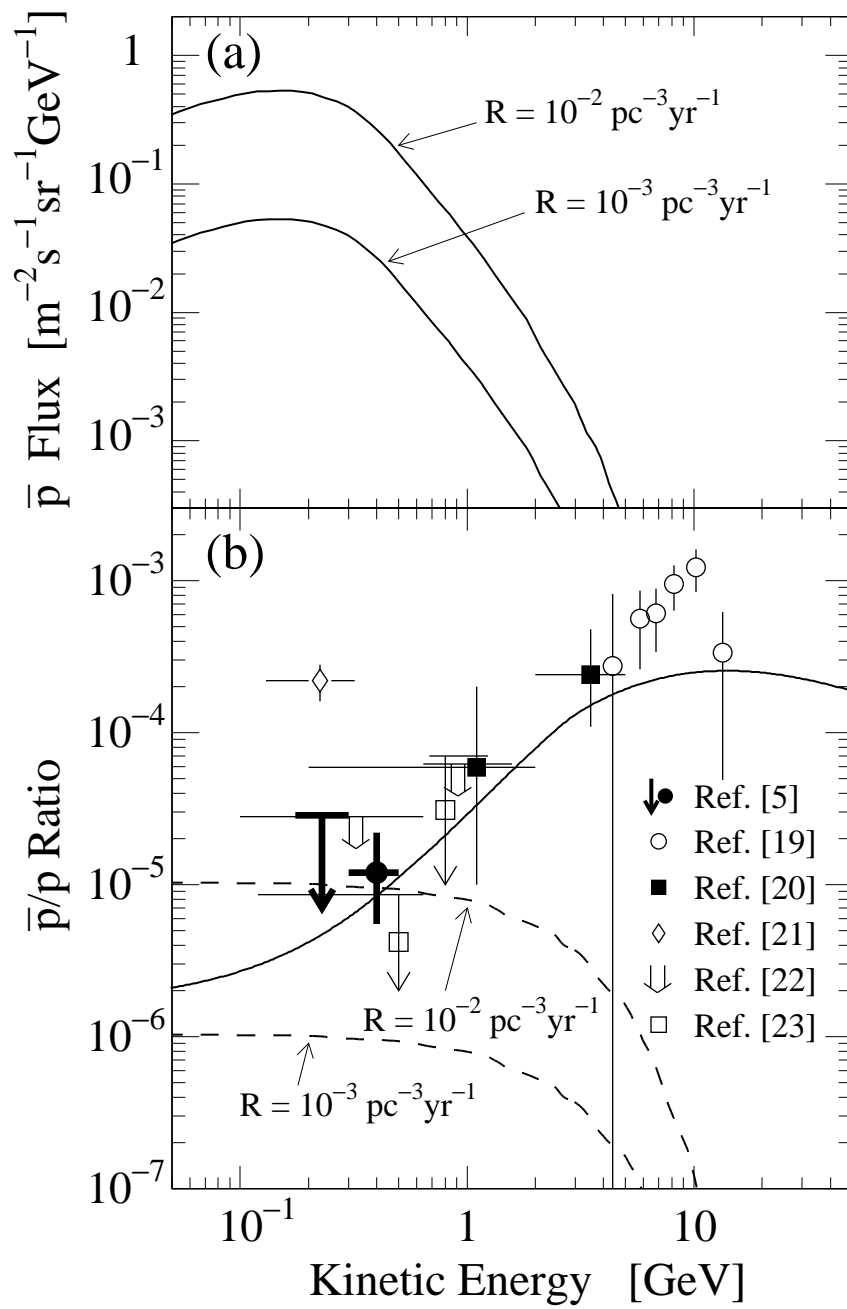 (a)
1
10⁻¹
10⁻²
10⁻³
p̅ Flux [m⁻²s⁻¹sr⁻¹GeV⁻¹]
R = 10⁻² pc⁻³yr⁻¹
R = 10⁻³ pc⁻³yr⁻¹
(b)
10⁻³
10⁻⁴
10⁻⁵
10⁻⁶
10⁻⁷
p̅/p Ratio
Ref. [5]
Ref. [19]
Ref. [20]
Ref. [21]
Ref. [22]
Ref. [23]
R = 10⁻² pc⁻³yr⁻¹
R = 10⁻³ pc⁻³yr⁻¹
10⁻¹ 1 10
Kinetic Energy [GeV]